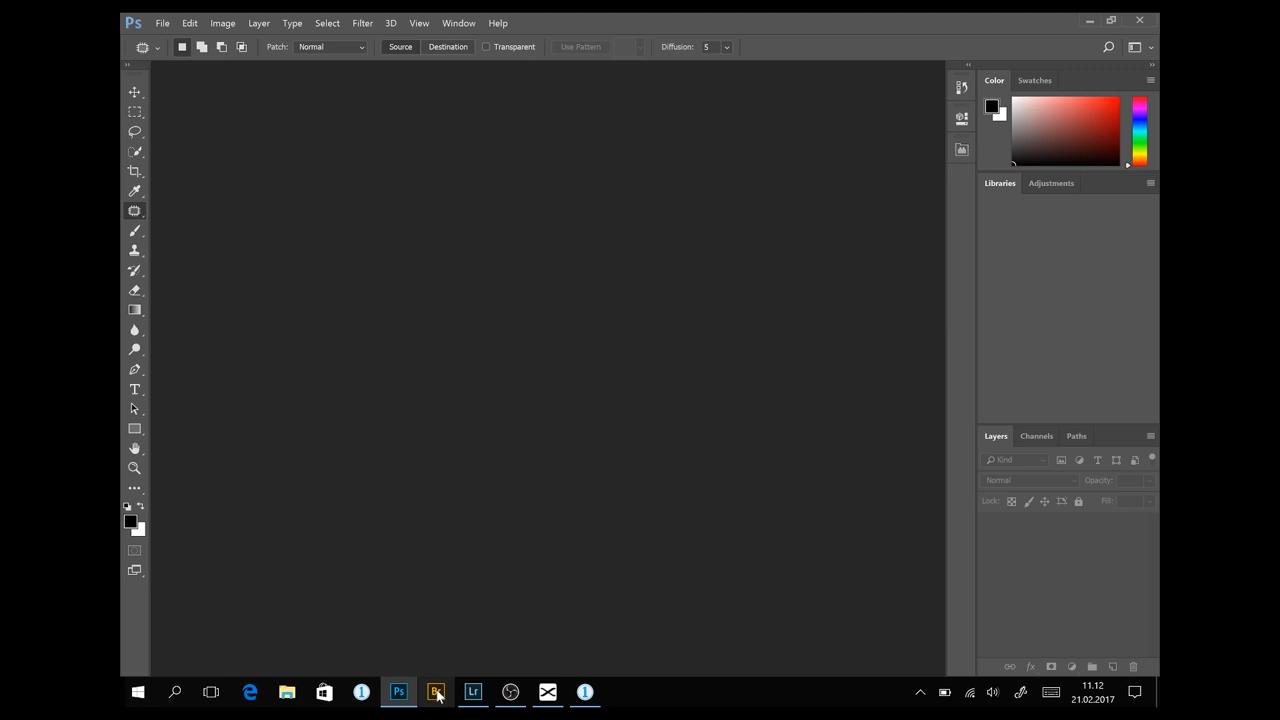 Ps File Edit Image Layer Type Select Filter 3D View Window Help
Patch: Normal Source Destination Transparent Use Pattern Diffusion: 5
Color Swatches
Libraries Adjustments
T
Layers Channels Paths
Kind T
Normal Opacity:
Lock: Fill:
fx
Ps Br Lr
11.12
21.02.2017